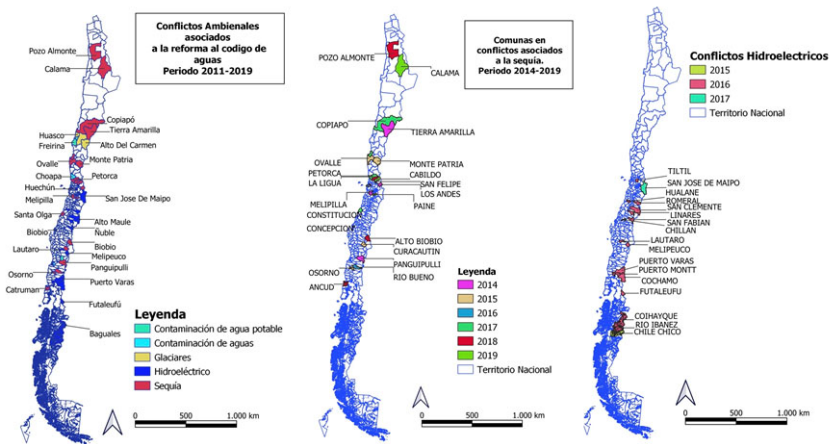 Conflictos Ambienales
asociados
a la reforma al codigo de
aguas
Periodo 2011-2019
Pozo Almonte
Calama
Copiapó
Tierra Amarilla
Huasco
Freirina
Alto Del Carmen
Ovalle
Monte Patria
Choapa
Petorca
Huechún
Melipilla
San Jose De Maipo
Santa Olga
Alto Maule
Biobío
Ñuble
Biobio
Lautaro
Melipeuco
Panguipulli
Osorno
Puerto Varas
Catruman
Futaleufú
Baguales
Leyenda
Contaminación de agua potable
Contaminación de aguas
Glaciares
Hidroeléctrico
Sequía
0
500
1.000 km
Comunas en
conflictos asociados
a la sequía.
Periodo 2014-2019
POZO ALMONTE
CALAMA
COPIAPO
TIERRA AMARILLA
OVALLE
MONTE PATRIA
PETORCA
CABILDO
LA LIGUA
SAN FELIPE
LOS ANDES
MELIPILLA
PAINE
CONSTITUCION
CONCEPCION
ALTO BIOBIO
CURACAUTIN
PANGUIPULLI
OSORNO
RIO BUENO
ANCUD
Leyenda
2014
2015
2016
2017
2018
2019
Territorio Nacional
0
500
1.000 km
Conflictos Hidroelectricos
2015
2016
2017
Territorio Nacional
TILTIL
SAN JOSE DE MAIPO
HUALANE
ROMERAL
SAN CLEMENTE
LINARES
SAN FABIAN
CHILLAN
LAUTARO
MELIPEUCO
PUERTO VARAS
PUERTO MONTT
COCHAMO
FUTALEUFU
COIHAYQUE
RIO IBANEZ
CHILE CHICO
0
500
1.000 km